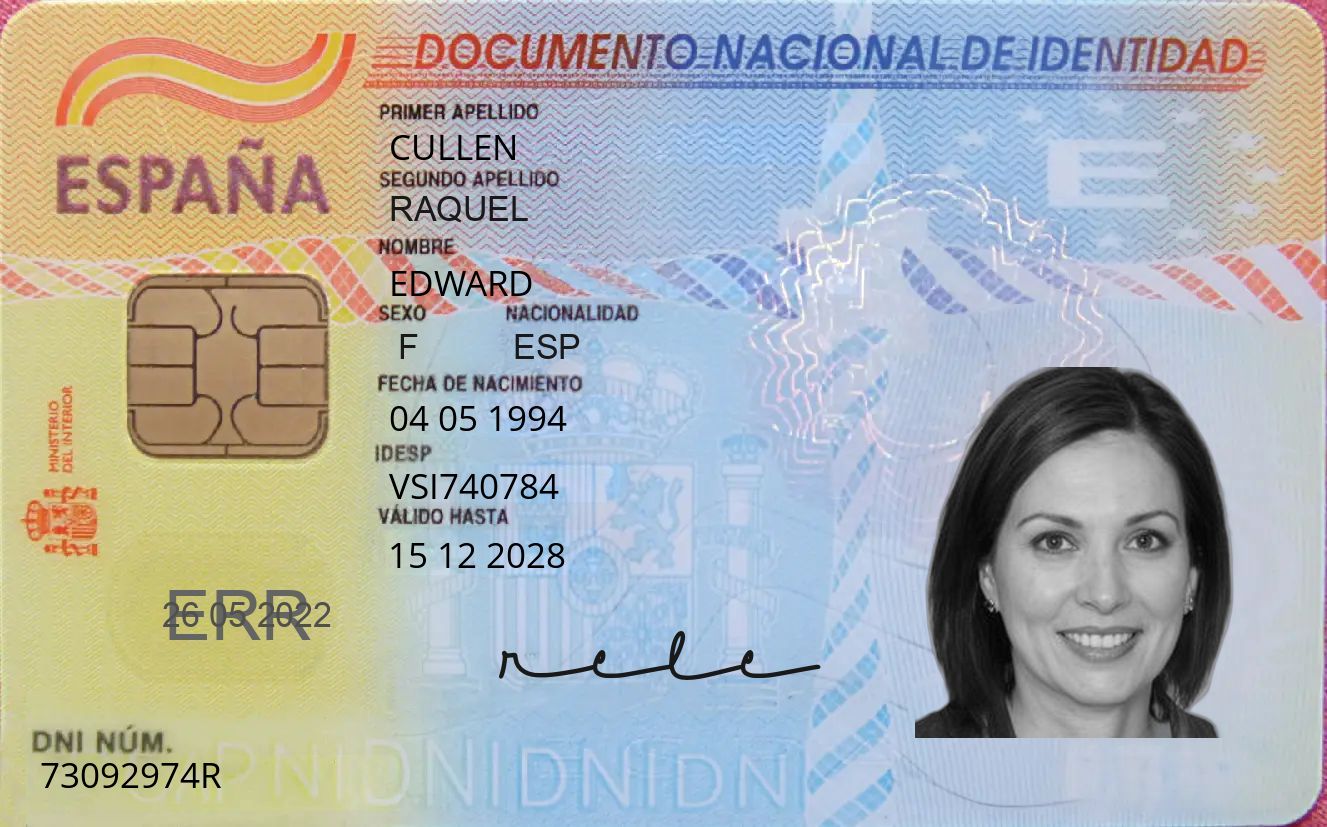 DOCUMENTO NACIONAL DE IDENTIDAD
ESPAÑA
PRIMER APELLIDO
CULLEN
SEGUNDO APELLIDO
RAQUEL
NOMBRE
EDWARD
SEXO NACIONALIDAD
F ESP
FECHA DE NACIMIENTO
04 05 1994
IDESP
VSI740784
VÁLIDO HASTA
15 12 2028
MINISTERIO
DEL INTERIOR
E
26 05 2022
ERR
rele
DNI NÚM.
73092974R
DNIDNIDNIDN